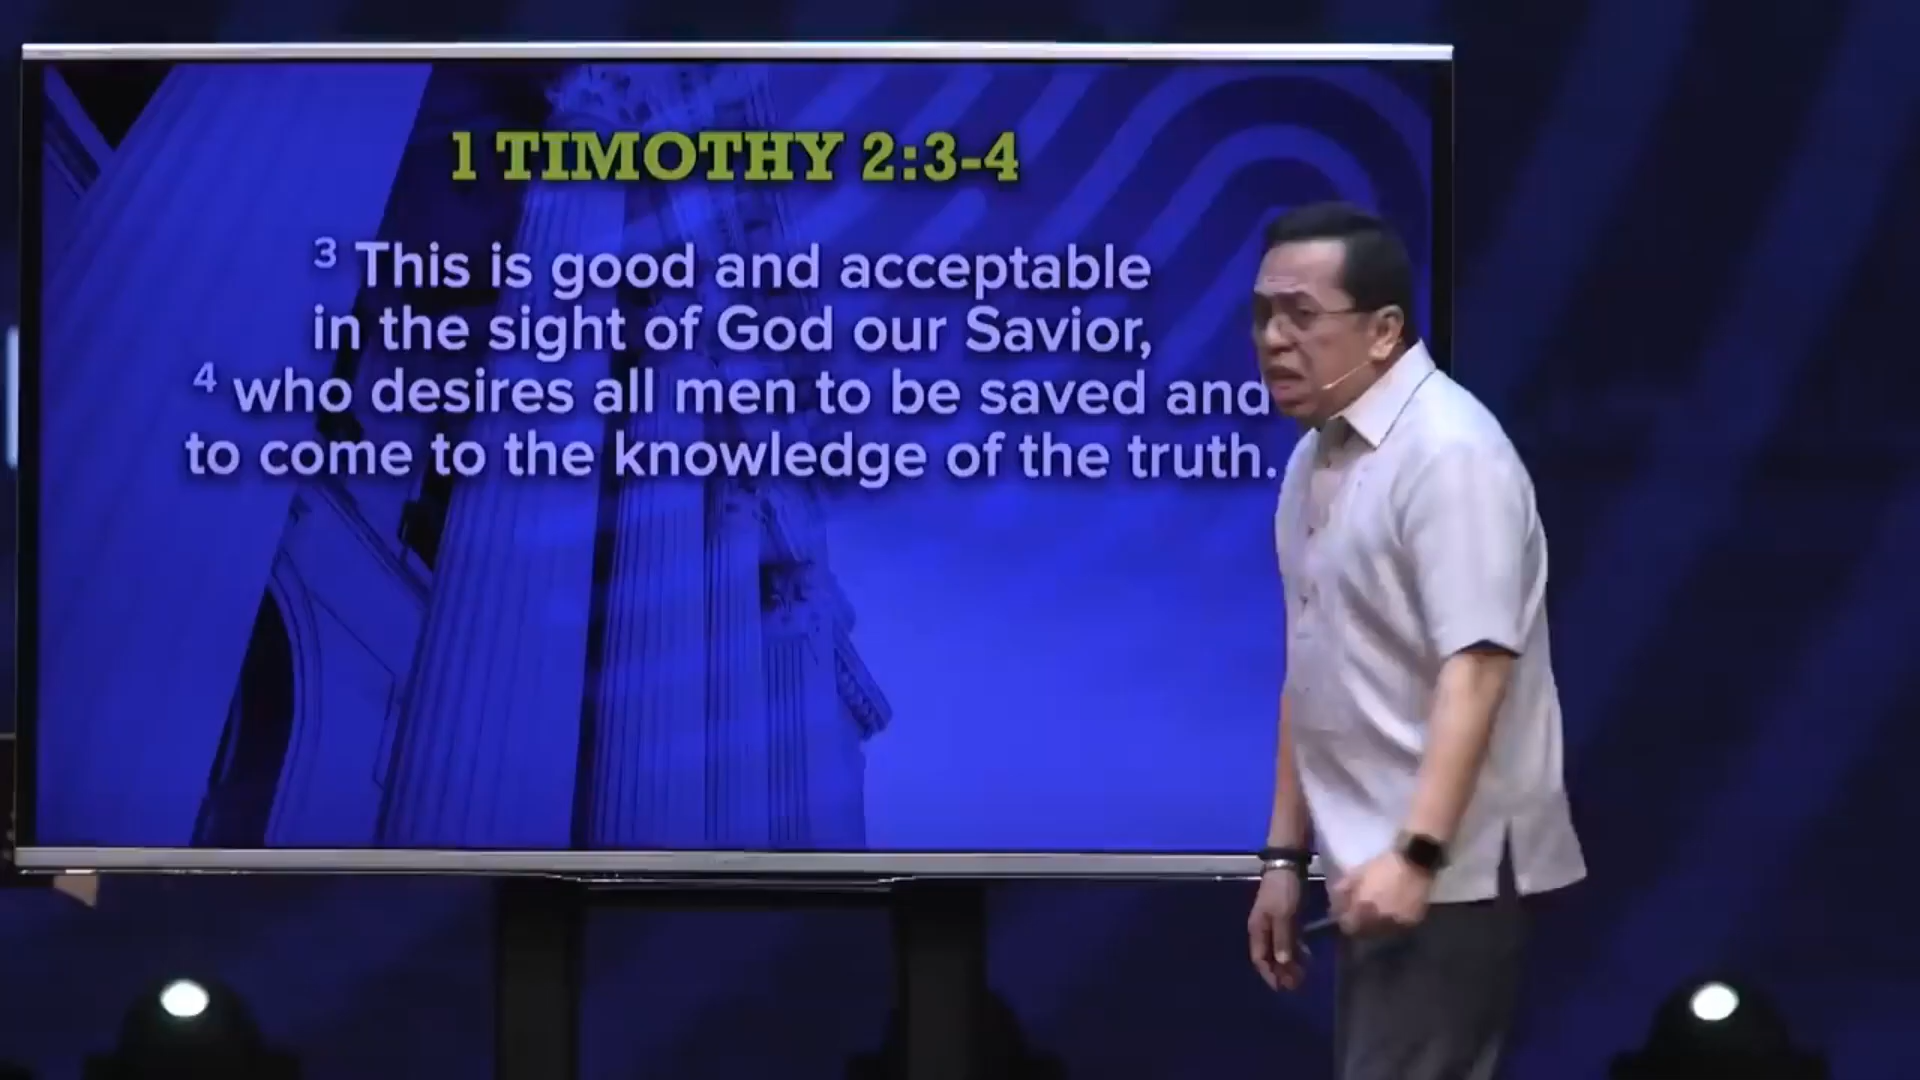 1 TIMOTHY 2:3-4
3 This is good and acceptable
in the sight of God our Savior,
4 who desires all men to be saved and
to come to the knowledge of the truth.